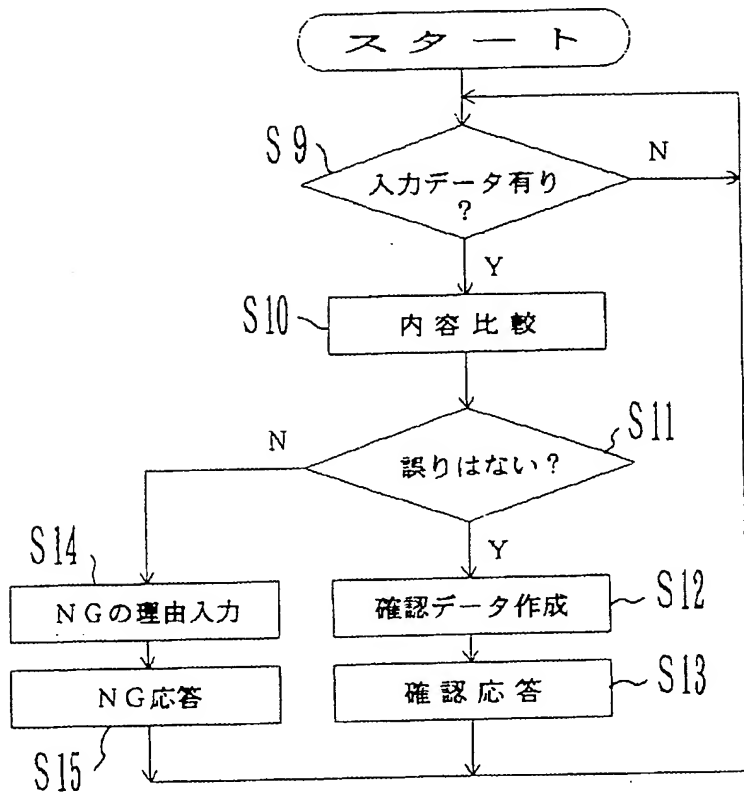 スタート
S9
N
入力データ有り
?
Y
S10
内容比較
S11
N
誤りはない?
Y
S14
NGの理由入力
確認データ作成
S12
NG応答
確認応答
S13
S15